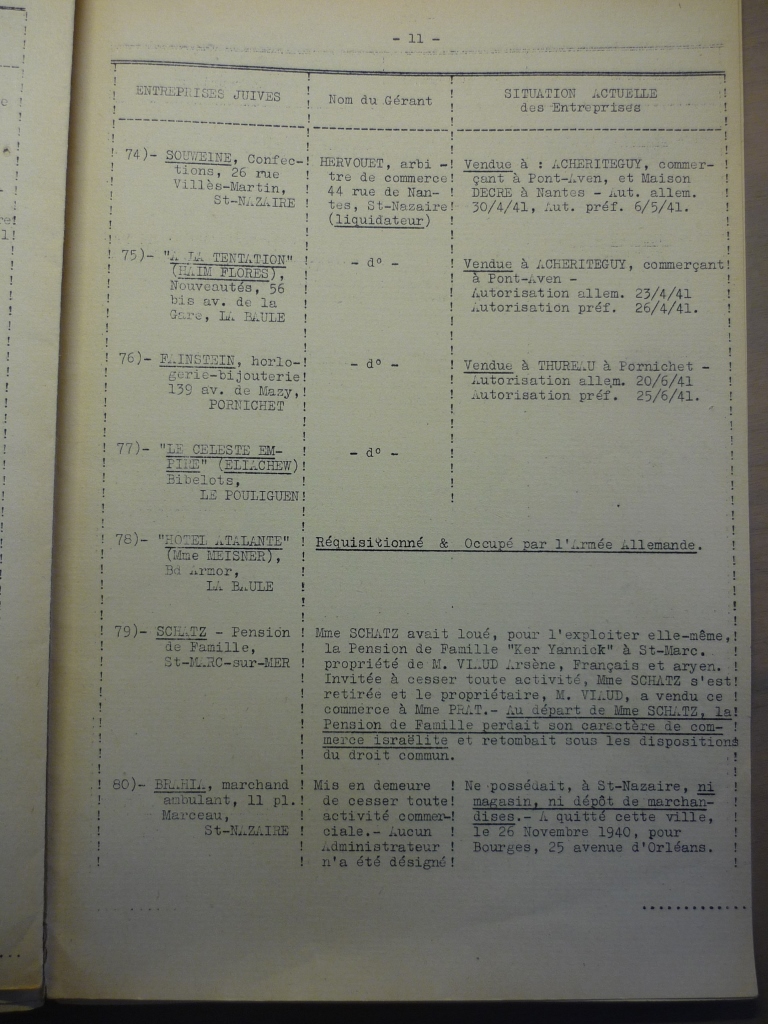 - 11 -
ENTREPRISES JUIVES
Nom du Gérant
SITUATION ACTUELLE
des Entreprises
74)- SOUWEINE, Confec-
tions, 26 rue
Villès-Martin,
St-NAZAIRE
HERVOUET, arbi -
tre de commerce
44 rue de Nan-
tes, St-Nazaire
(liquidateur)
Vendue à : ACHERITEGUY, commer-
çant à Pont-Aven, et Maison
DECRE à Nantes - Aut. allem.
30/4/41, Aut. préf. 6/5/41.
75)- "A LA TENTATION"
(HAIM FLORES),
Nouveautés, 56
bis av. de la
Gare, LA BAULE
- d° -
Vendue à ACHERITEGUY, commerçant
à Pont-Aven -
Autorisation allem. 23/4/41
Autorisation préf. 26/4/41.
76)- FAINSTEIN, horlo-
gerie-bijouterie
139 av. de Mazy,
PORNICHET
- d° -
Vendue à THUREAU à Pornichet -
Autorisation allem. 20/6/41
Autorisation préf. 25/6/41.
77)- "LE CELESTE EM-
PIRE" (ELIACHEW)
Bibelots,
LE POULIGUEN
- d° -
78)- "HOTEL ATALANTE"
(Mme MEISNER),
Bd Armor,
LA BAULE
Réquisitionné & Occupé par l'Armée Allemande.
79)- SCHATZ - Pension
de Famille,
St-MARC-sur-MER
Mme SCHATZ avait loué, pour l'exploiter elle-même,
la Pension de Famille "Ker Yannick" à St-Marc.
propriété de M. VIAUD Arsène, Français et aryen.
Invitée à cesser toute activité, Mme SCHATZ s'est
retirée et le propriétaire, M. VIAUD, a vendu ce
commerce à Mme PRAT.- Au départ de Mme SCHATZ, la
Pension de Famille perdait son caractère de com-
merce israëlite et retombait sous les dispositions
du droit commun.
80)- BRAHIA, marchand
ambulant, 11 pl.
Marceau,
St-NAZAIRE
Mis en demeure
de cesser toute
activité commer-
ciale.- Aucun
Administrateur
n'a été désigné
Ne possédait, à St-Nazaire, ni
magasin, ni dépôt de marchan-
dises.- A quitté cette ville,
le 26 Novembre 1940, pour
Bourges, 25 avenue d'Orléans.